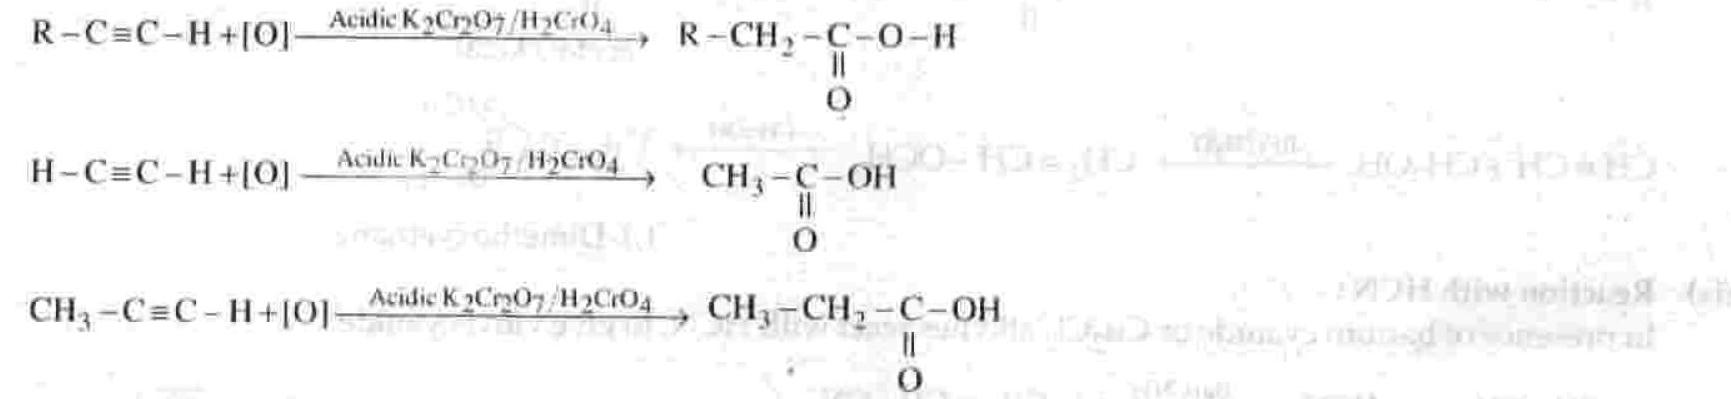 R–C≡C–H+[O] Acidic K2Cr2O7/H2CrO4 → R–CH2–C–O–H
||
O
H–C≡C–H+[O] Acidic K2Cr2O7/H2CrO4 → CH3–C–OH
||
O
CH3–C≡C–H+[O] Acidic K2Cr2O7/H2CrO4 → CH3–CH2–C–OH
||
O